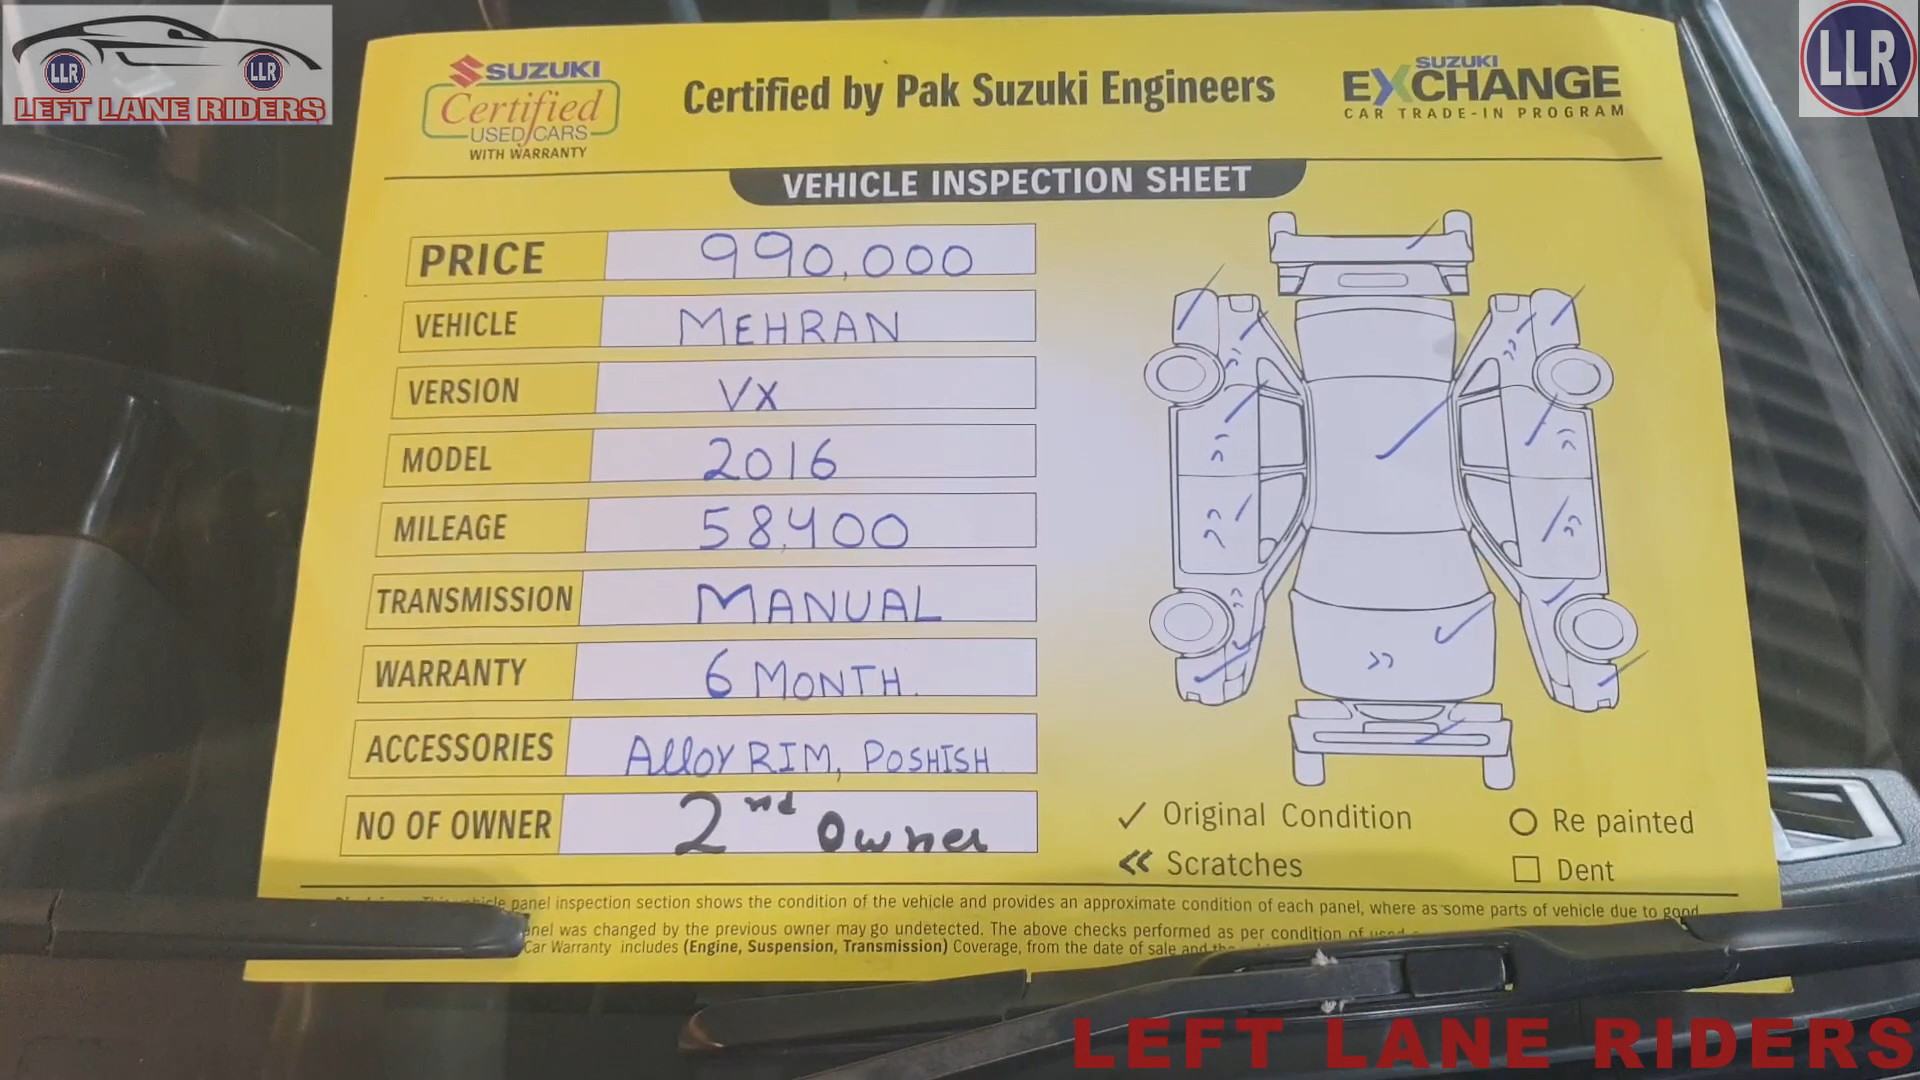 LLR LLR
LEFT LANE RIDERS
LLR
SUZUKI
Certified
USED CARS
WITH WARRANTY
Certified by Pak Suzuki Engineers
SUZUKI
EXCHANGE
CAR TRADE-IN PROGRAM
VEHICLE INSPECTION SHEET
PRICE 990,000
VEHICLE MEHRAN
VERSION VX
MODEL 2016
MILEAGE 58,400
TRANSMISSION MANUAL
WARRANTY 6 MONTH.
ACCESSORIES Alloy RIM, POSHISH
NO OF OWNER 2nd Owner
✓ Original Condition ○ Re painted
<< Scratches □ Dent
panel inspection section shows the condition of the vehicle and provides an approximate condition of each panel, where as some parts of vehicle due to good
was changed by the previous owner may go undetected. The above checks performed as per condition of used
Car Warranty includes (Engine, Suspension, Transmission) Coverage, from the date of sale and the
LEFT LANE RIDERS